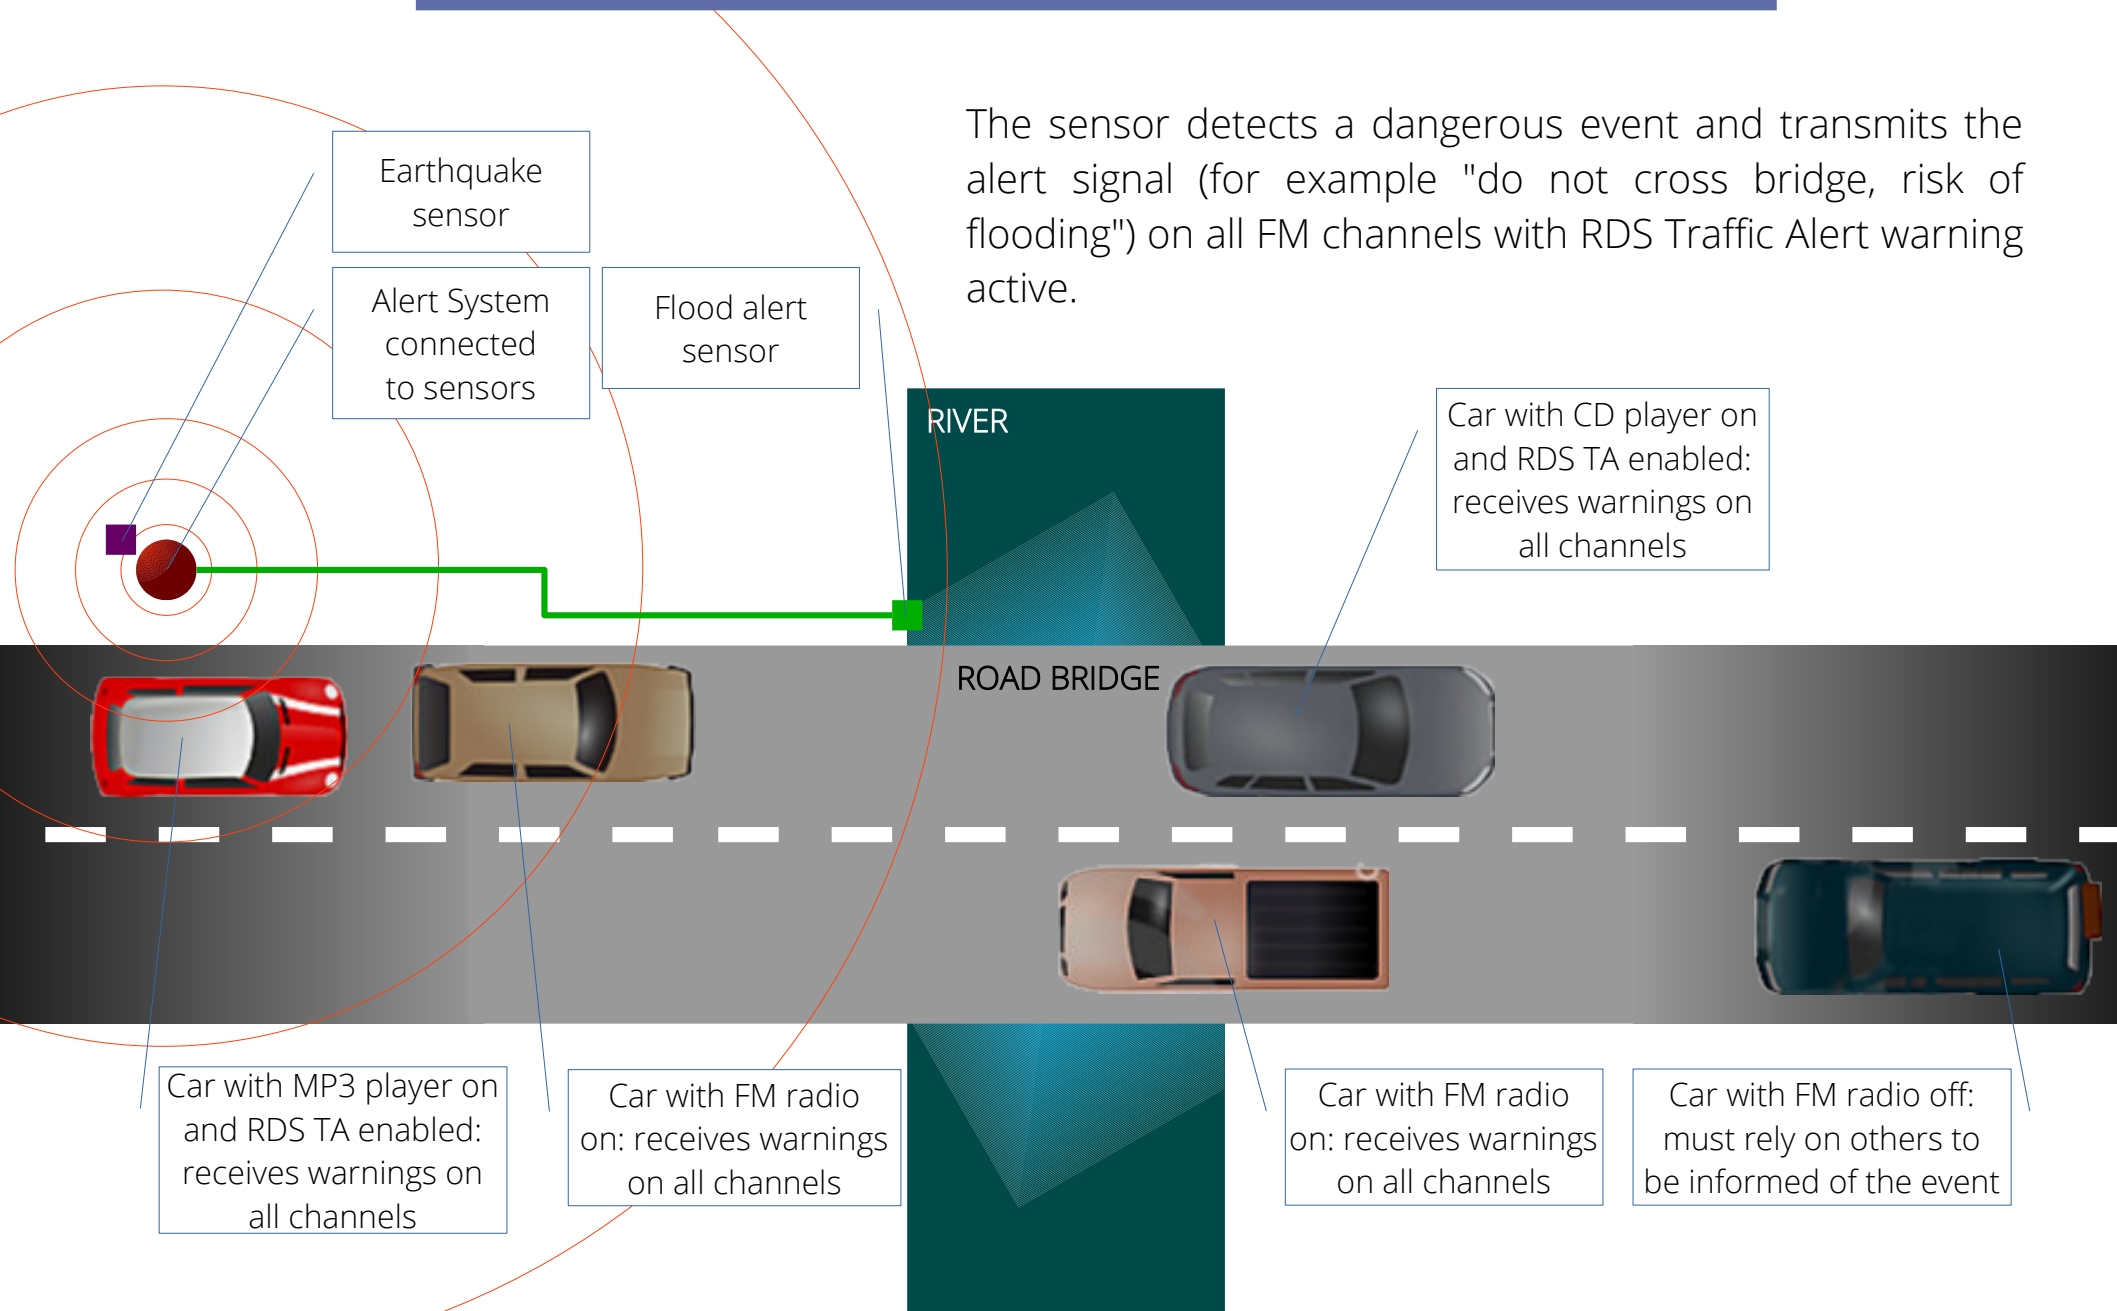 The sensor detects a dangerous event and transmits the
alert signal (for example "do not cross bridge, risk of
flooding") on all FM channels with RDS Traffic Alert warning
active.
Earthquake
sensor
Alert System
connected
to sensors
Flood alert
sensor
RIVER
Car with CD player on
and RDS TA enabled:
receives warnings on
all channels
ROAD BRIDGE
Car with MP3 player on
and RDS TA enabled:
receives warnings on
all channels
Car with FM radio
on: receives warnings
on all channels
Car with FM radio
on: receives warnings
on all channels
Car with FM radio off:
must rely on others to
be informed of the event